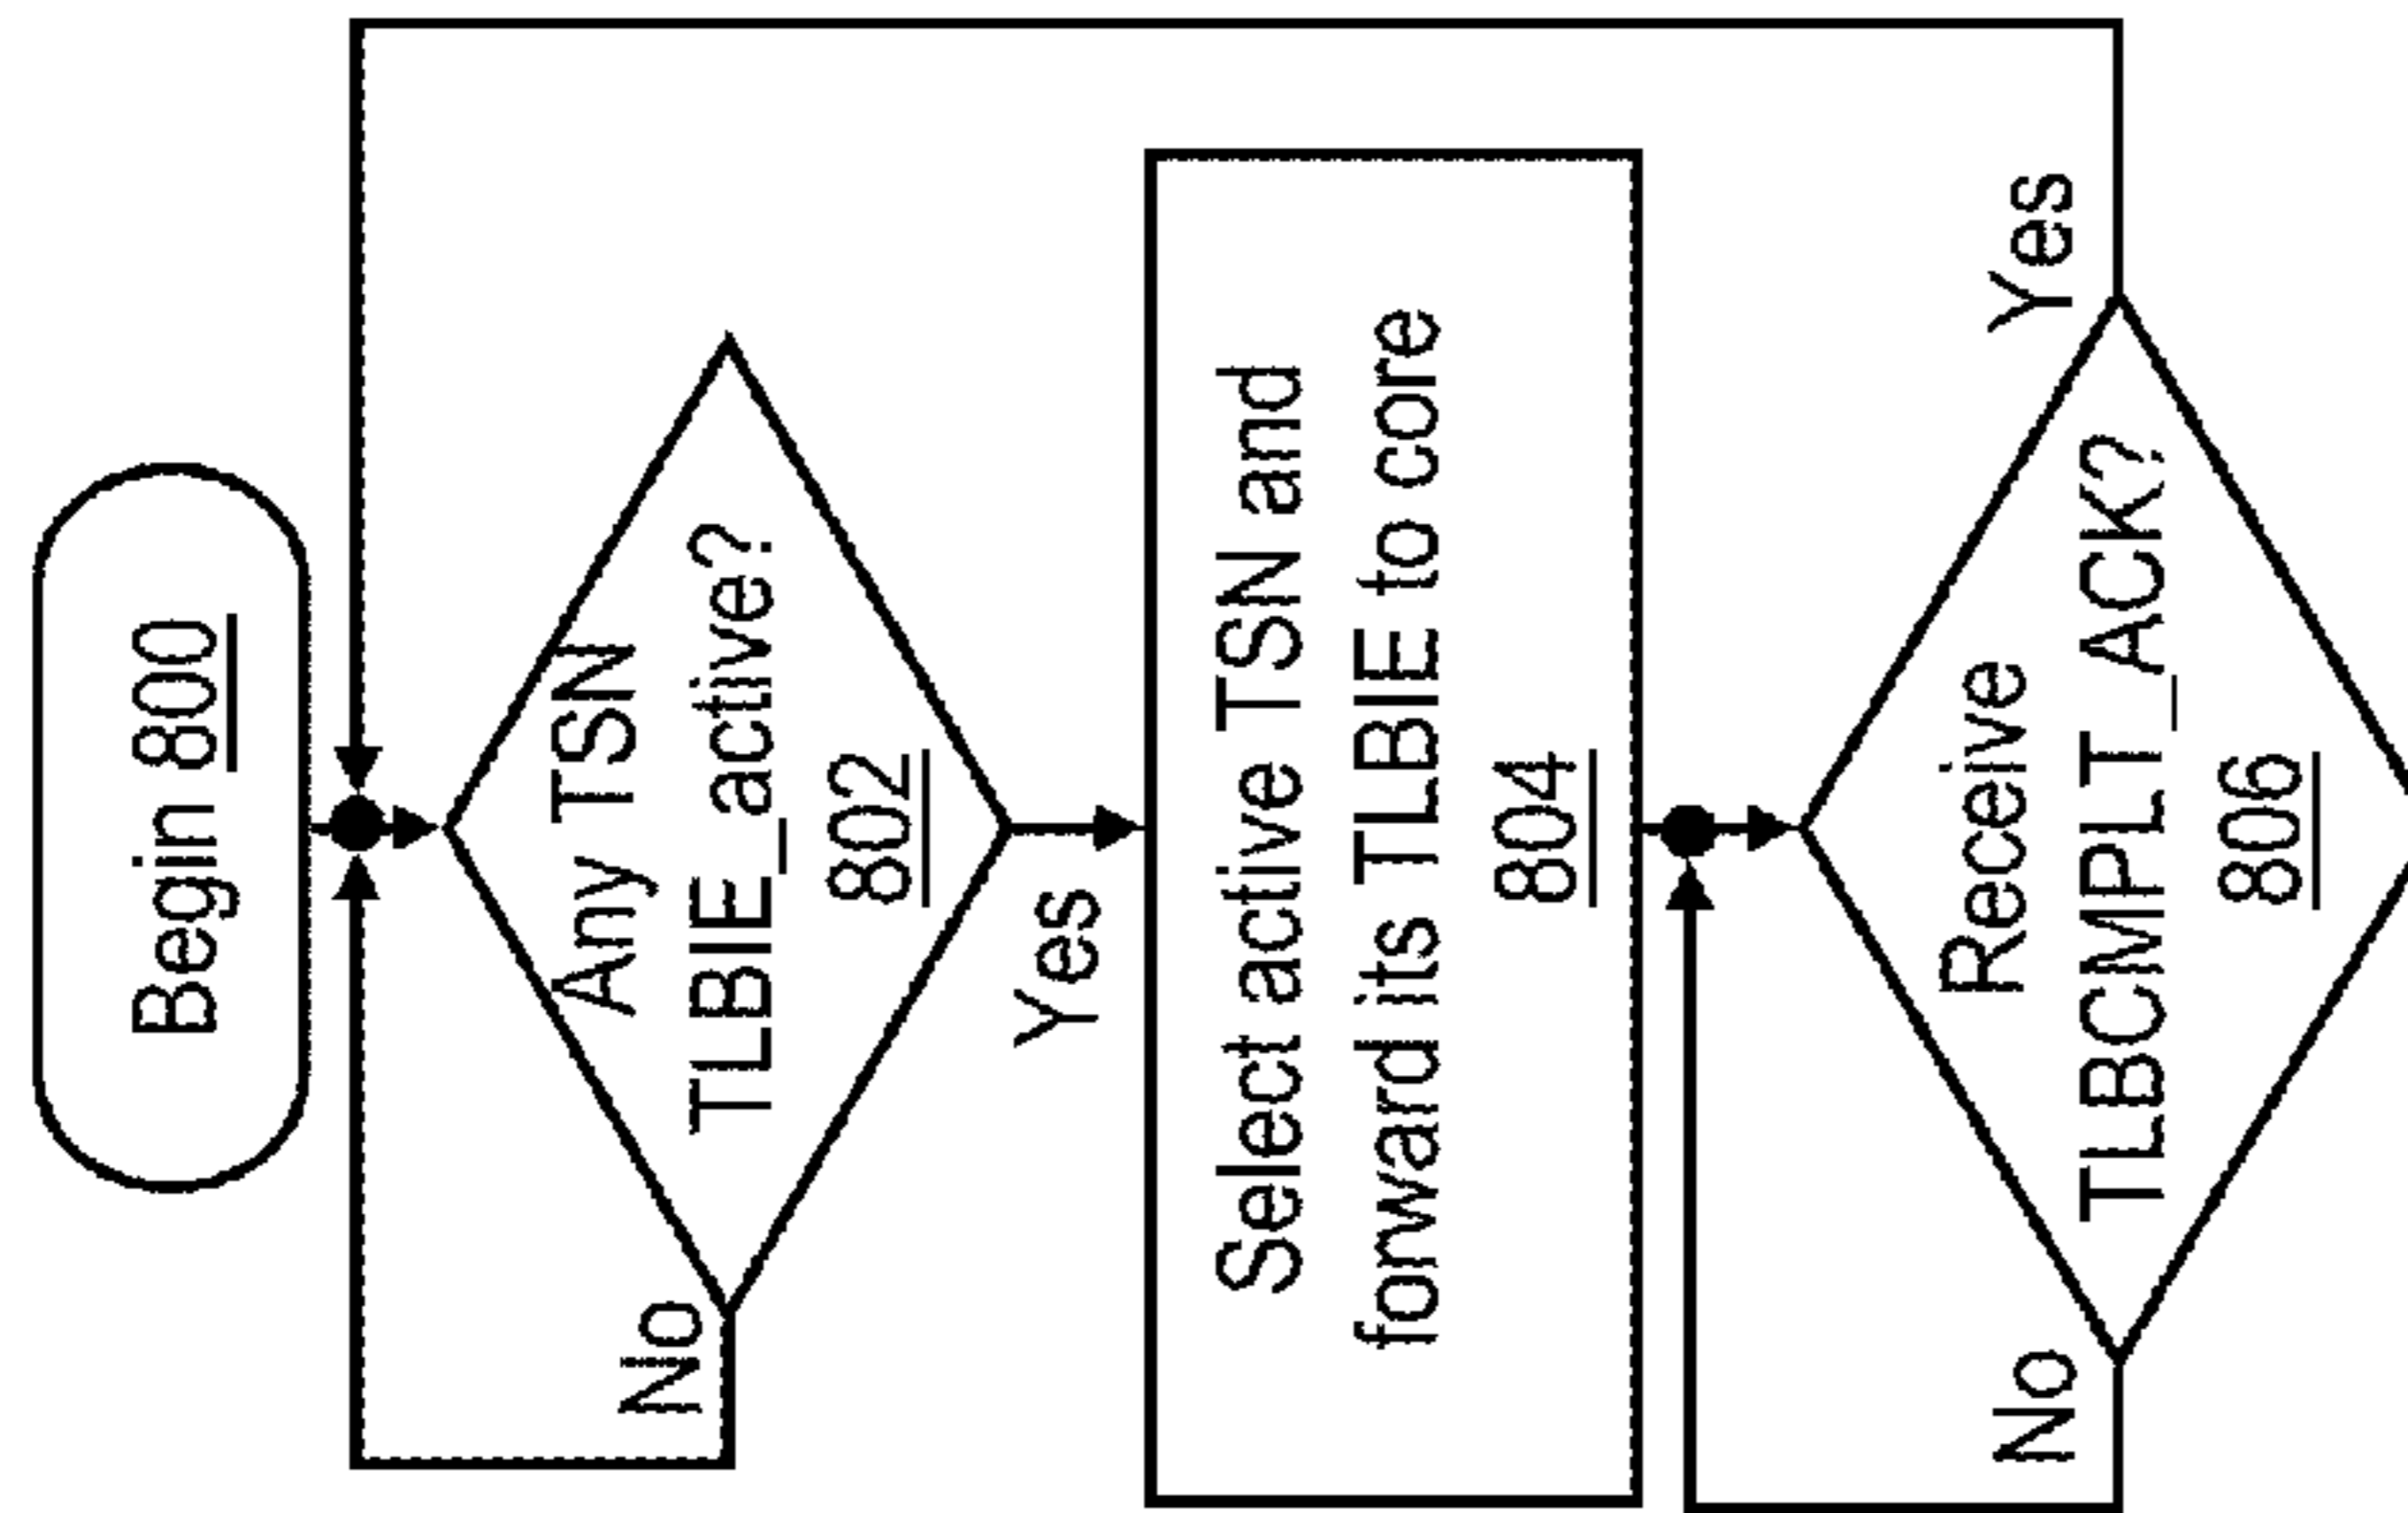 Begin 800
Any TSN
TLBIE_active?
802
No
Yes
Select active TSN and
forward its TLBIE to core
804
Receive
TLBCMPLT_ACK?
806
No
Yes